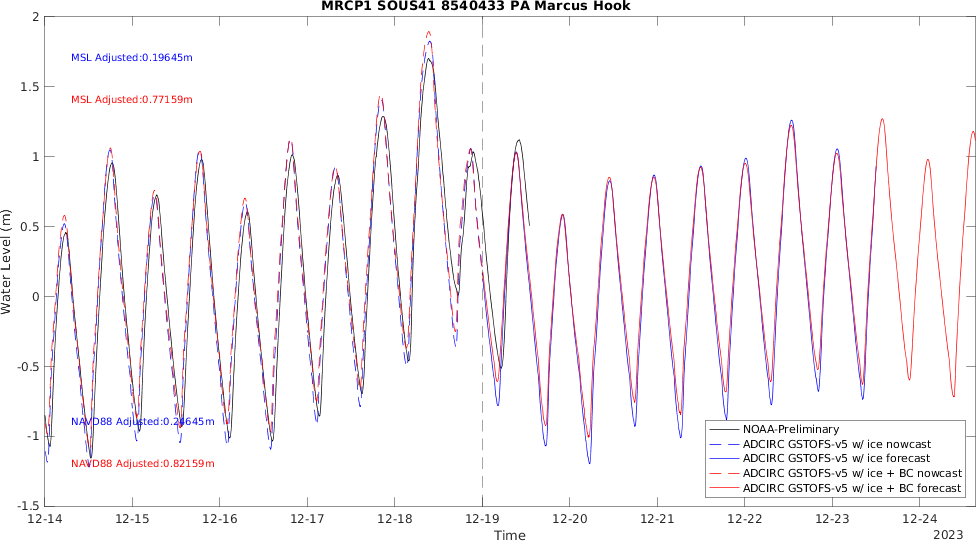 MRCP1 SOUS41 8540433 PA Marcus Hook
2
1.5
1
0.5
0
-0.5
-1
-1.5
Water Level (m)
MSL Adjusted:0.19645m
MSL Adjusted:0.77159m
NAVD88 Adjusted:0.24645m
NAVD88 Adjusted:0.82159m
NOAA-Preliminary
ADCIRC GSTOFS-v5 w/ ice nowcast
ADCIRC GSTOFS-v5 w/ ice forecast
ADCIRC GSTOFS-v5 w/ ice + BC nowcast
ADCIRC GSTOFS-v5 w/ ice + BC forecast
12-14 12-15 12-16 12-17 12-18 12-19 12-20 12-21 12-22 12-23 12-24
Time
2023